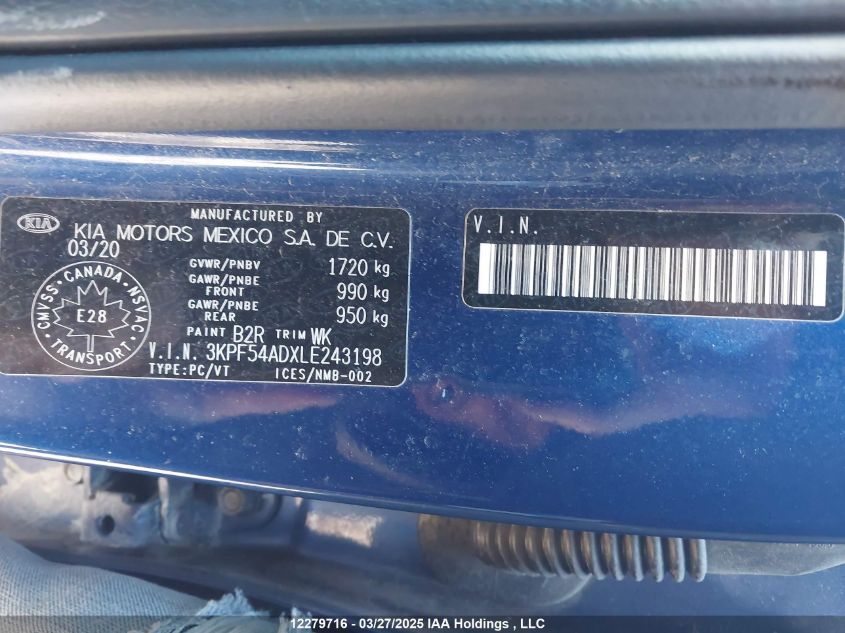 KIA
MANUFACTURED BY
KIA MOTORS MEXICO S.A. DE C.V.
03/20
GVWR/PNBV 1720 kg
GAWR/PNBE FRONT 990 kg
GAWR/PNBE REAR 950 kg
PAINT B2R TRIM WK
V.I.N. 3KPF54ADXLE243198
TYPE:PC/VT ICES/NMB-002
CANADA
CMVSS NSVAC
E28
TRANSPORT
V.I.N.
12279716 - 03/27/2025 IAA Holdings , LLC